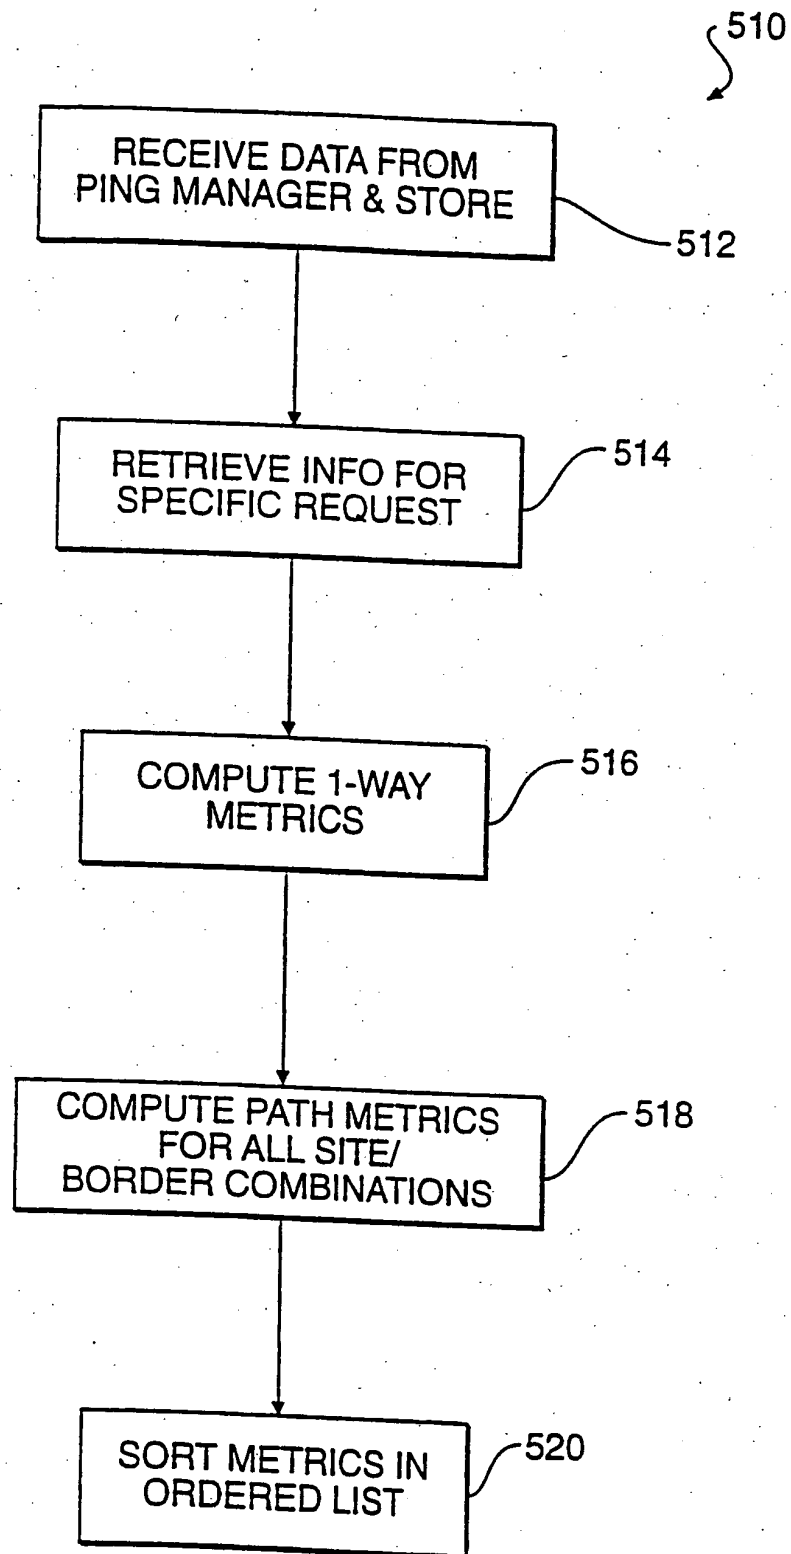 510
RECEIVE DATA FROM
PING MANAGER & STORE
512
RETRIEVE INFO FOR
SPECIFIC REQUEST
514
COMPUTE 1-WAY
METRICS
516
COMPUTE PATH METRICS
FOR ALL SITE/
BORDER COMBINATIONS
518
SORT METRICS IN
ORDERED LIST
520